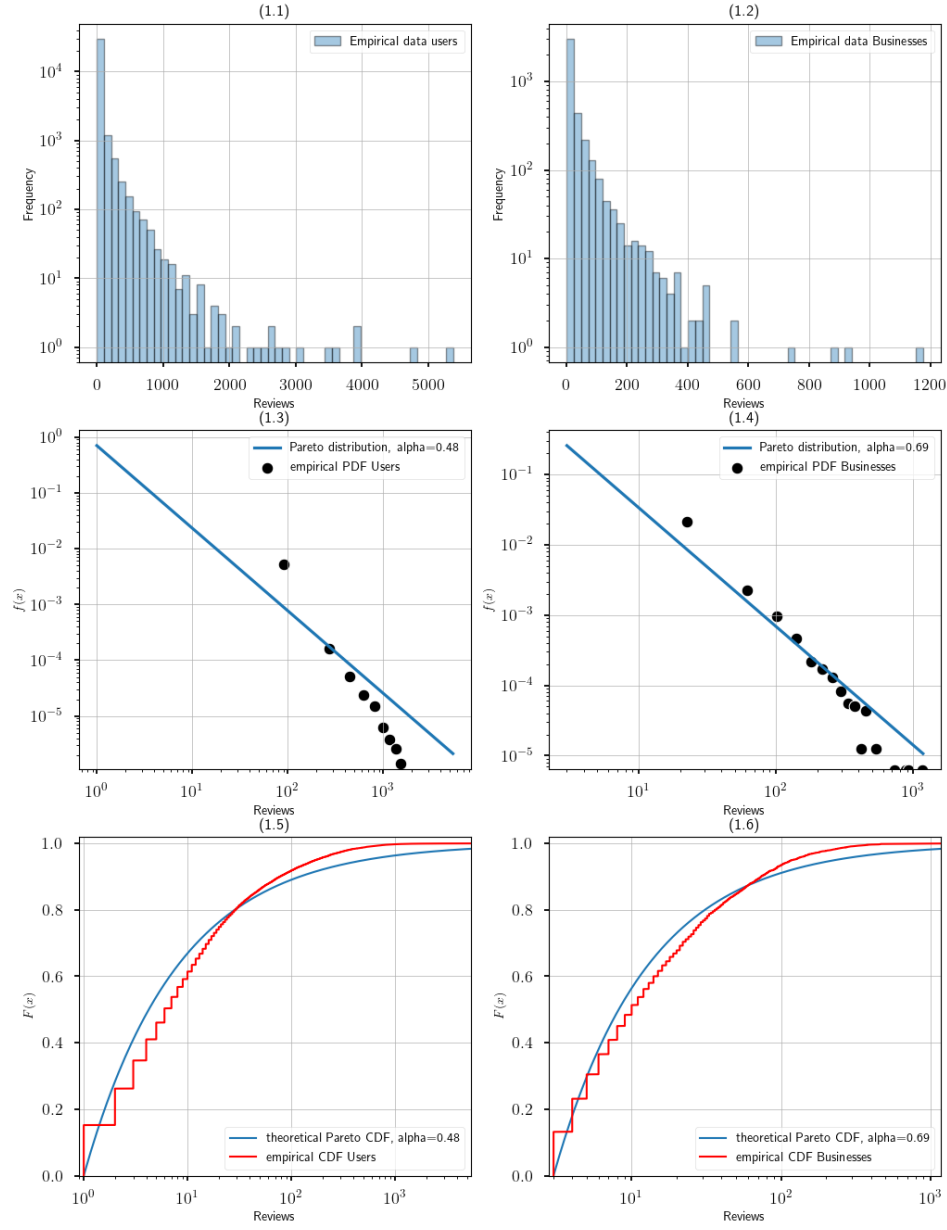 (1.1)
Empirical data users
Frequency
10^4
10^3
10^2
10^1
10^0
0 1000 2000 3000 4000 5000
Reviews
(1.2)
Empirical data Businesses
Frequency
10^3
10^2
10^1
10^0
0 200 400 600 800 1000 1200
Reviews
(1.3)
Pareto distribution, alpha=0.48
empirical PDF Users
f(x)
10^0
10^-1
10^-2
10^-3
10^-4
10^-5
10^0 10^1 10^2 10^3
Reviews
(1.4)
Pareto distribution, alpha=0.69
empirical PDF Businesses
f(x)
10^-1
10^-2
10^-3
10^-4
10^-5
10^1 10^2 10^3
Reviews
(1.5)
F(x)
1.0
0.8
0.6
0.4
0.2
0.0
theoretical Pareto CDF, alpha=0.48
empirical CDF Users
10^0 10^1 10^2 10^3
Reviews
(1.6)
F(x)
1.0
0.8
0.6
0.4
0.2
0.0
theoretical Pareto CDF, alpha=0.69
empirical CDF Businesses
10^1 10^2 10^3
Reviews